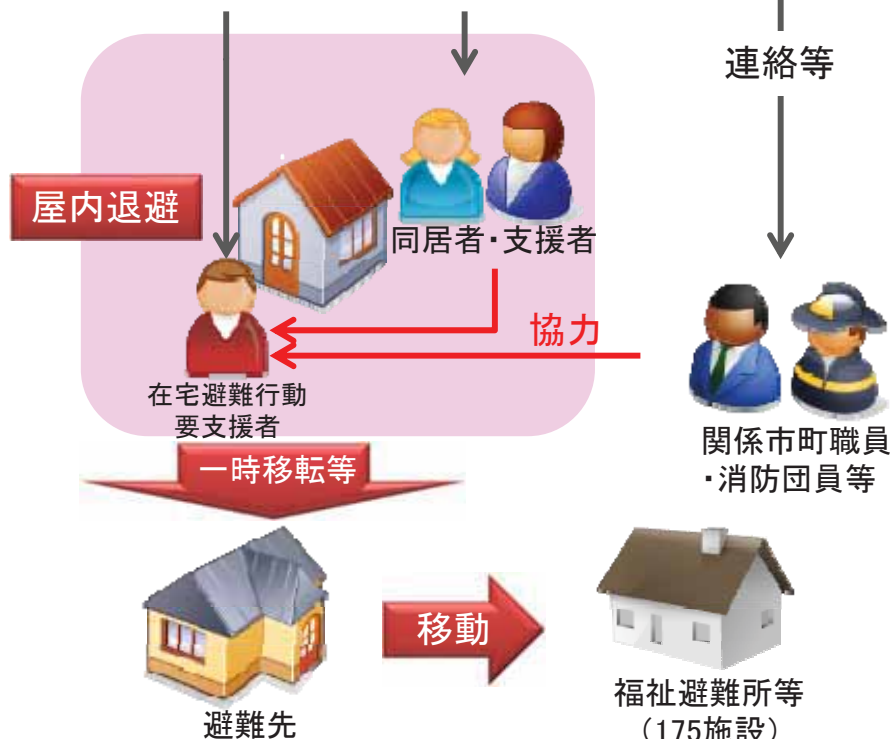 連絡等
屋内退避
同居者・支援者
協力
在宅避難行動
要支援者
関係市町職員
・消防団員等
一時移転等
移動
避難先
福祉避難所等
（175施設）